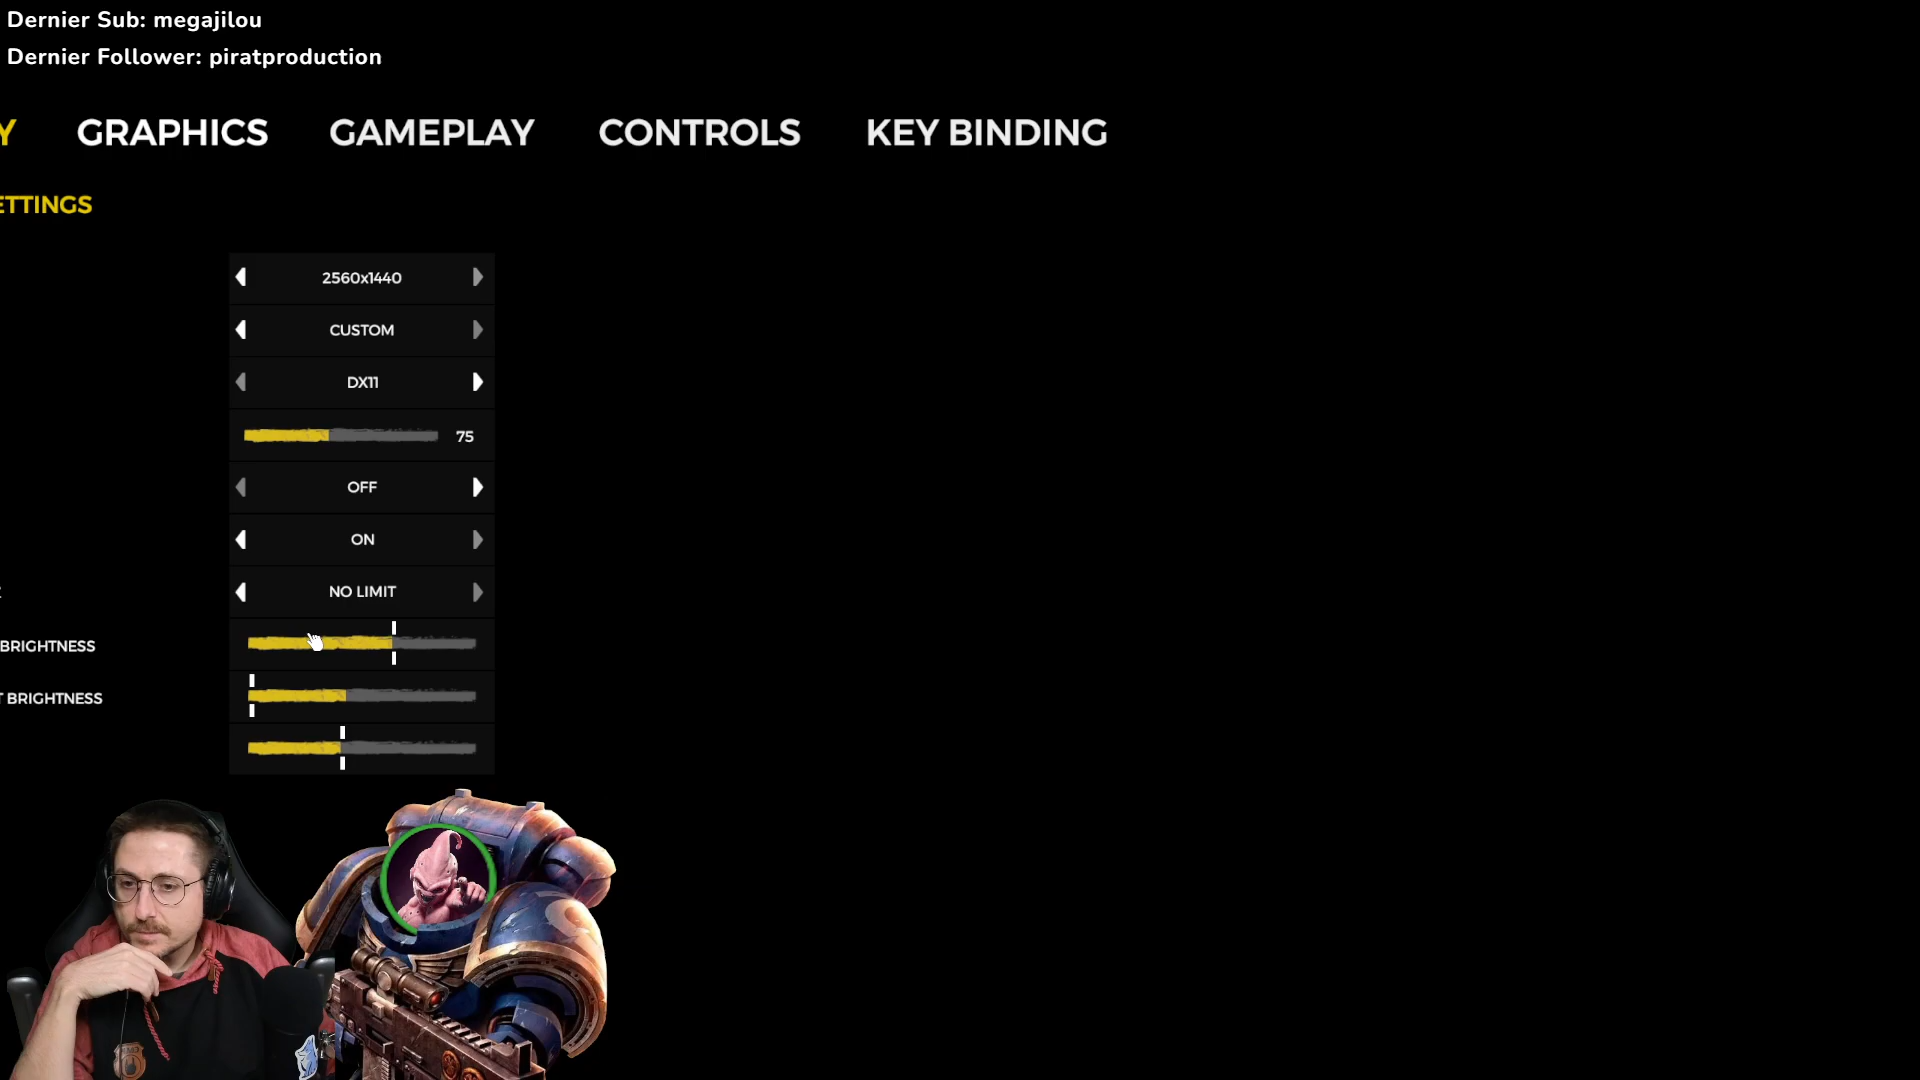 Dernier Sub: megajilou
Dernier Follower: piratproduction
Y GRAPHICS GAMEPLAY CONTROLS KEY BINDING
ETTINGS
2560x1440
CUSTOM
DX11
75
OFF
ON
NO LIMIT
BRIGHTNESS
T BRIGHTNESS